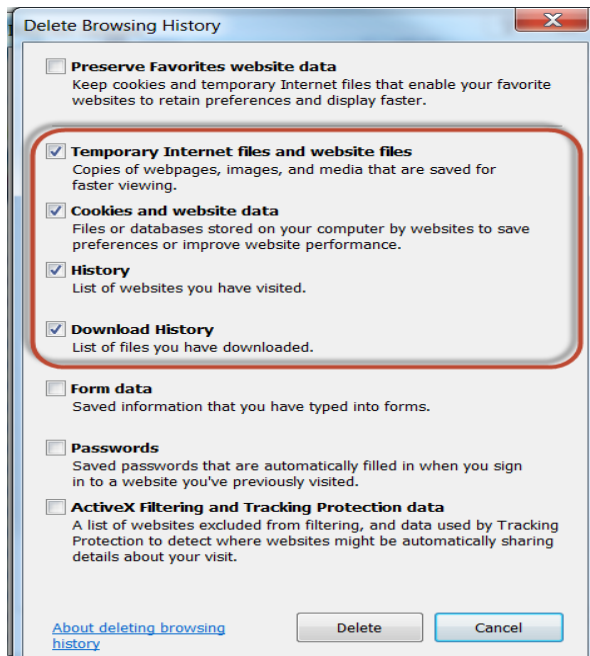 Delete Browsing History
Preserve Favorites website data
Keep cookies and temporary Internet files that enable your favorite
websites to retain preferences and display faster.
Temporary Internet files and website files
Copies of webpages, images, and media that are saved for
faster viewing.
Cookies and website data
Files or databases stored on your computer by websites to save
preferences or improve website performance.
History
List of websites you have visited.
Download History
List of files you have downloaded.
Form data
Saved information that you have typed into forms.
Passwords
Saved passwords that are automatically filled in when you sign
in to a website you've previously visited.
ActiveX Filtering and Tracking Protection data
A list of websites excluded from filtering, and data used by Tracking
Protection to detect where websites might be automatically sharing
details about your visit.
About deleting browsing
history
Delete
Cancel